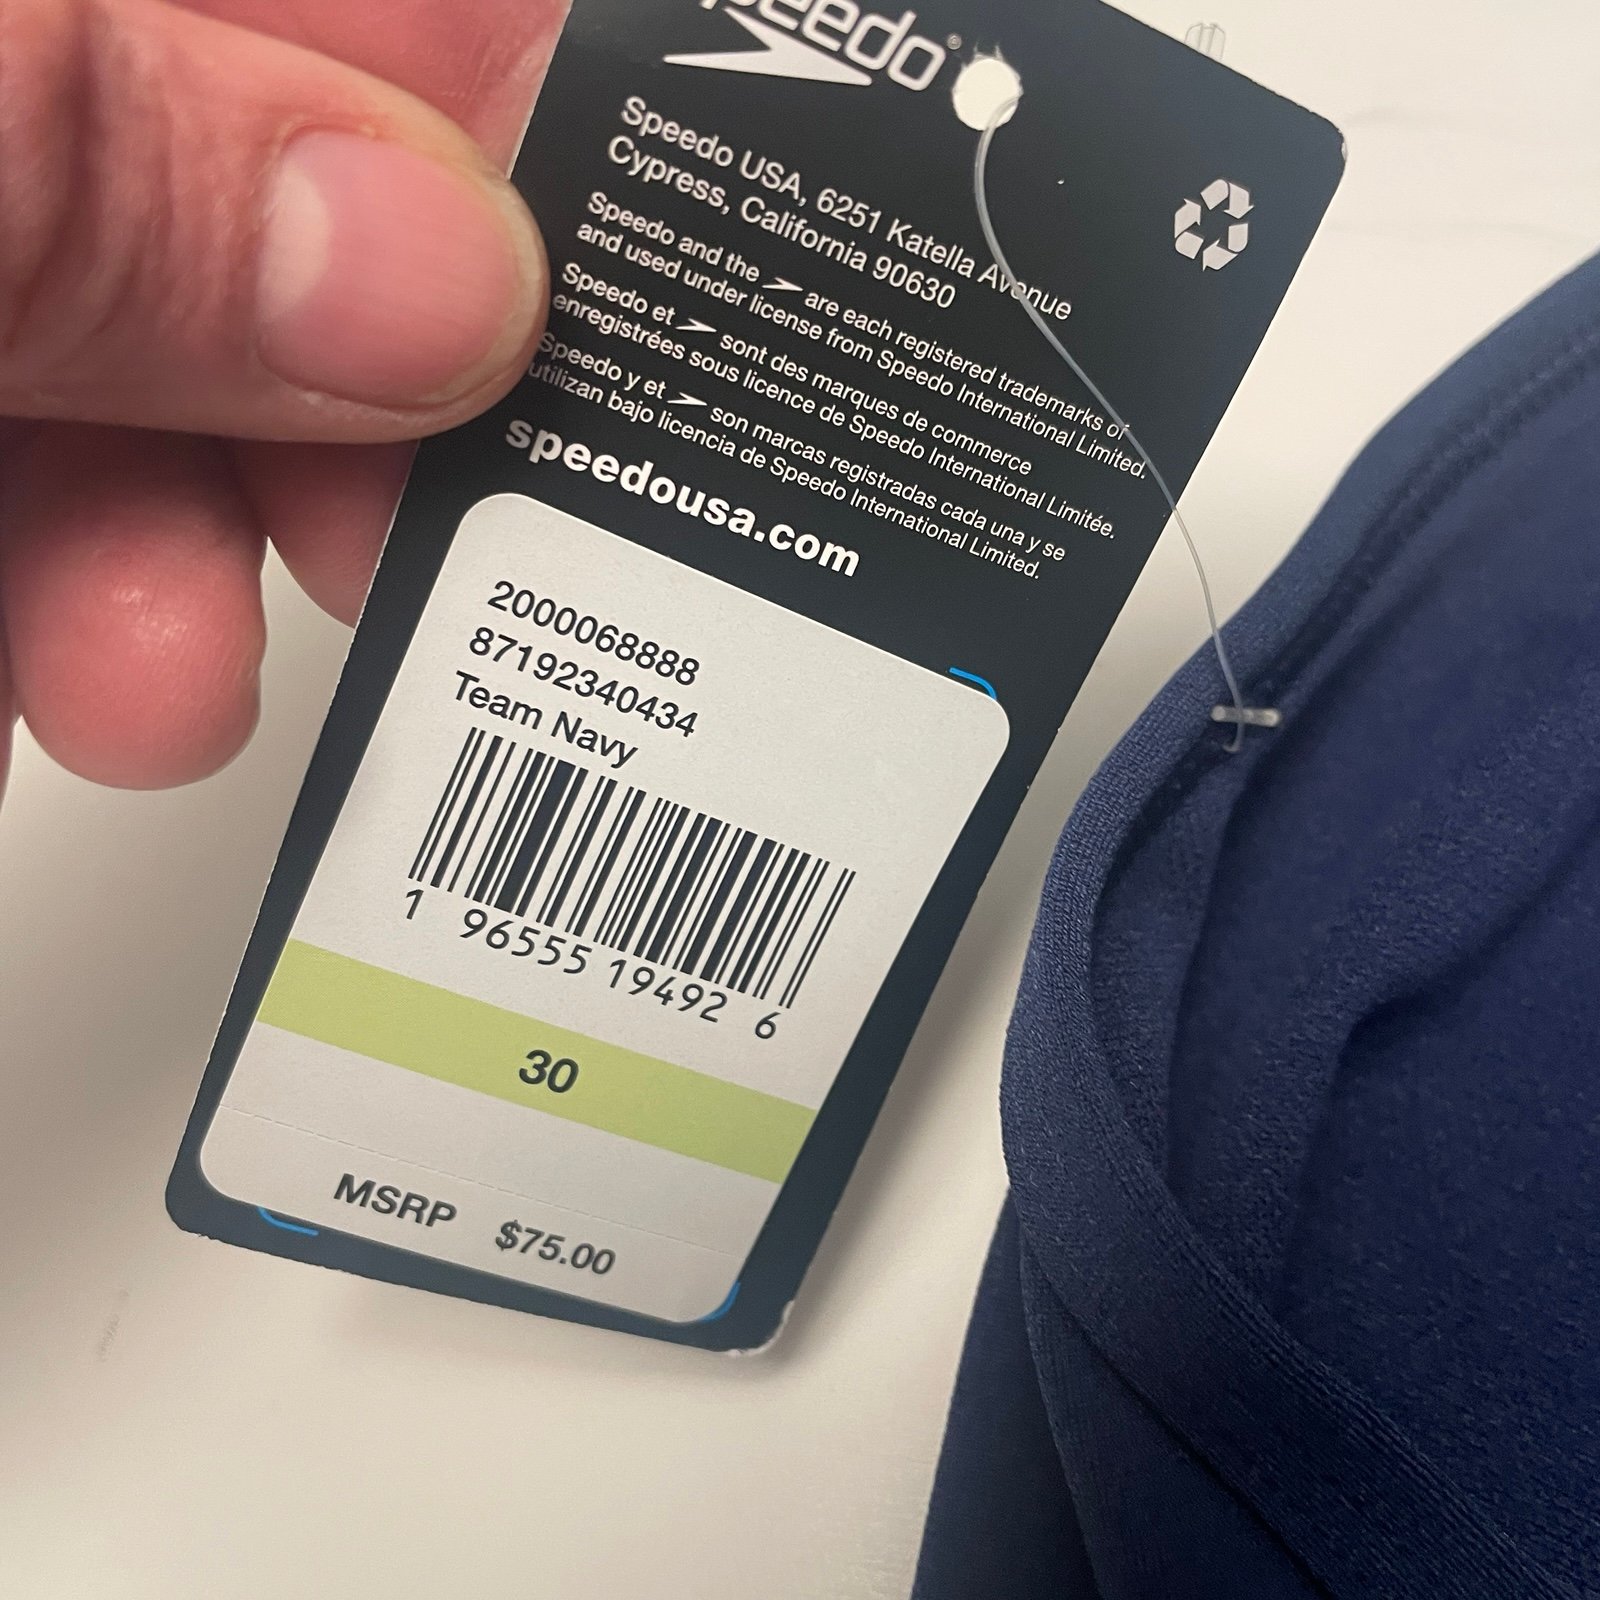 speedo®
Speedo USA, 6251 Katella Avenue
Cypress, California 90630
Speedo and the are each registered trademarks of
and used under license from Speedo International Limited.
Speedo et sont des marques de commerce
enregistrées sous licence de Speedo International Limitée.
Speedo y et son marcas registradas cada una y se
utilizan bajo licencia de Speedo International Limited.
speedousa.com
2000068888
87192340434
Team Navy
1 96555 19492 6
30
MSRP $75.00